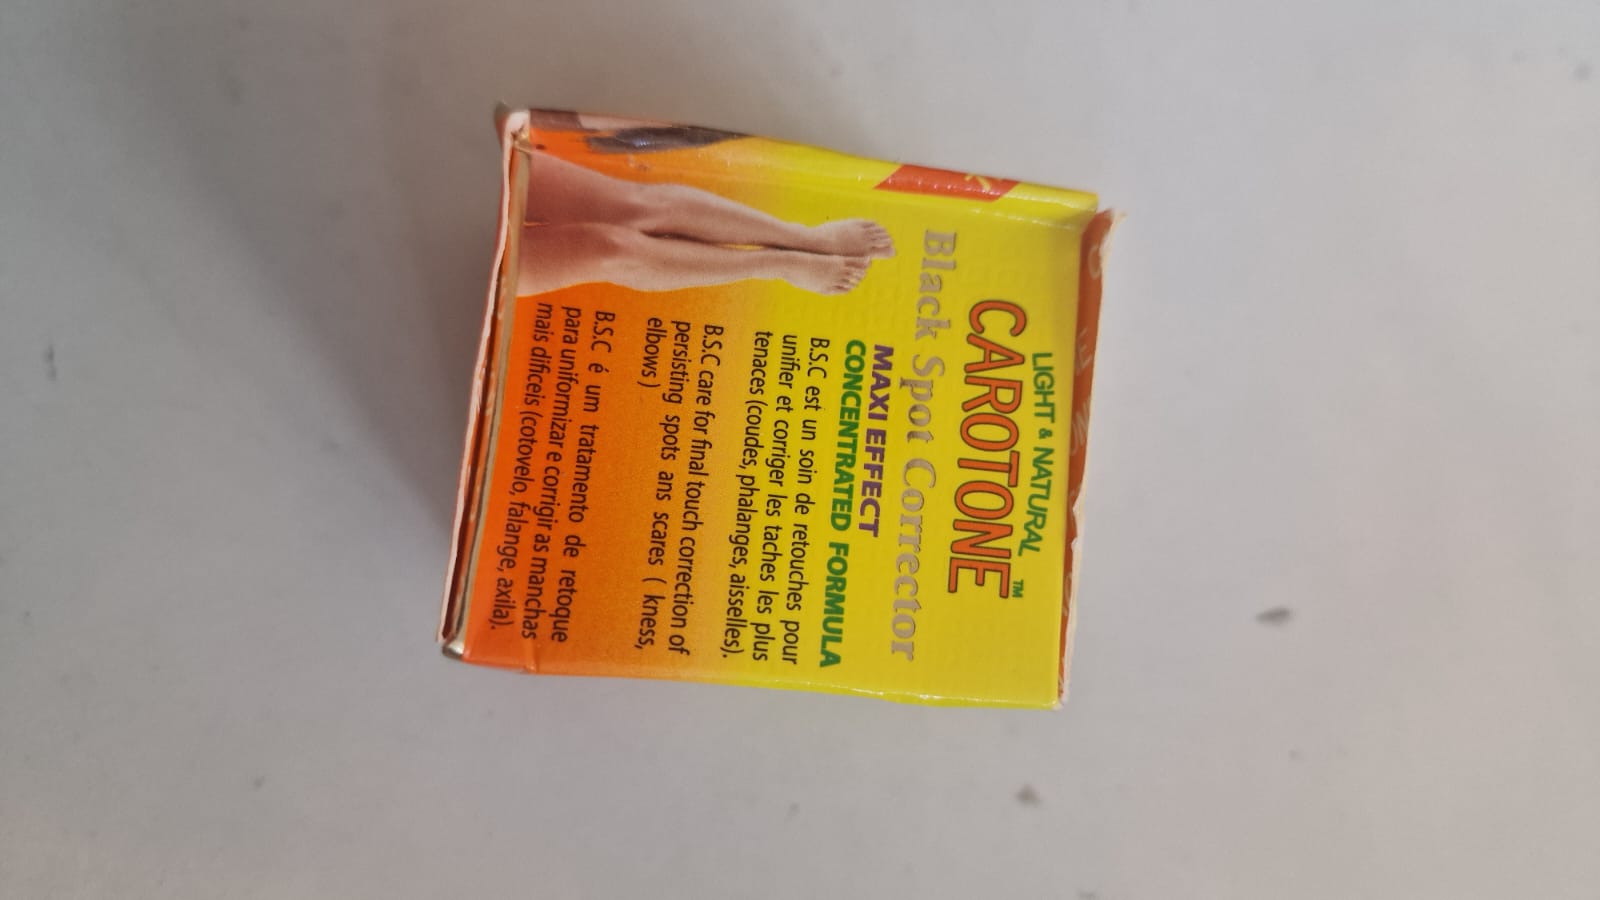 LIGHT & NATURAL
CAROTONE™
Black Spot Corrector
MAXI EFFECT
CONCENTRATED FORMULA
B.S.C est un soin de retouches pour
unifier et corriger les taches les plus
tenaces (coudes, phalanges, aisselles).
B.S.C care for final touch correction of
persisting spots ans scares ( kness,
elbows )
B.S.C é um tratamento de retoque
para uniformizar e corrigir as manchas
mais dificeis (cotovelo, falange, axila).